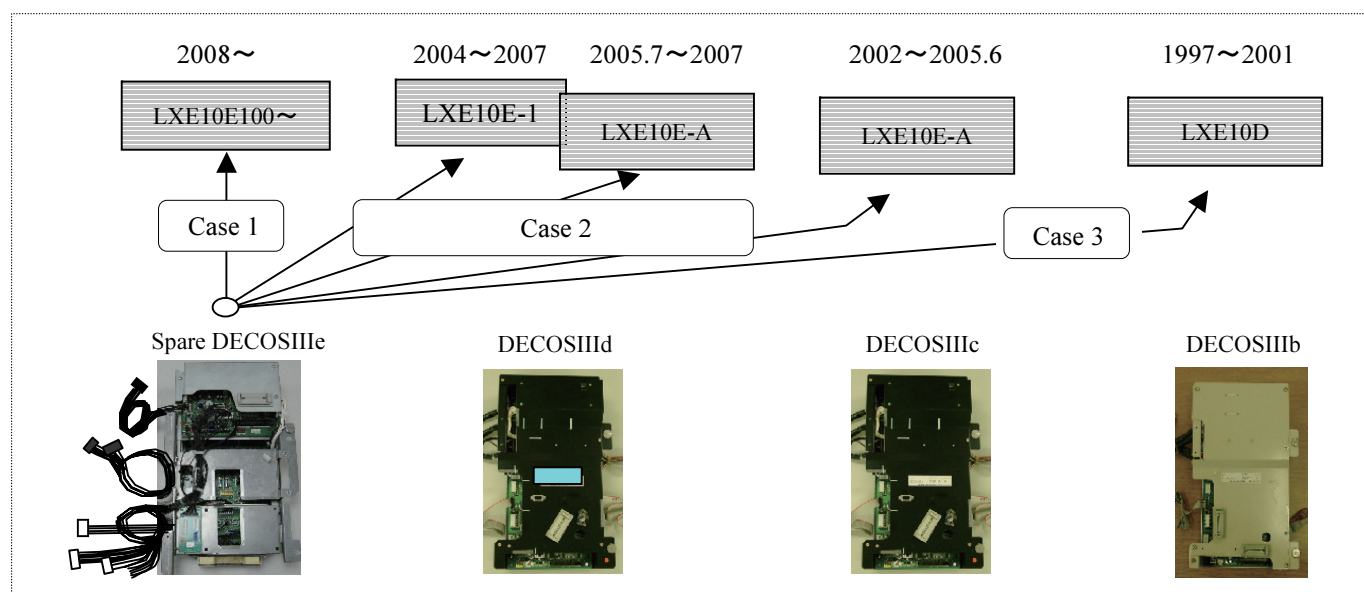 2008～
2004～2007
2005.7～2007
2002～2005.6
1997～2001
LXE10E100～
LXE10E-1
LXE10E-A
LXE10E-A
LXE10D
Case 1
Case 2
Case 3
Spare DECOSIIIe
DECOSIIId
DECOSIIIc
DECOSIIIb